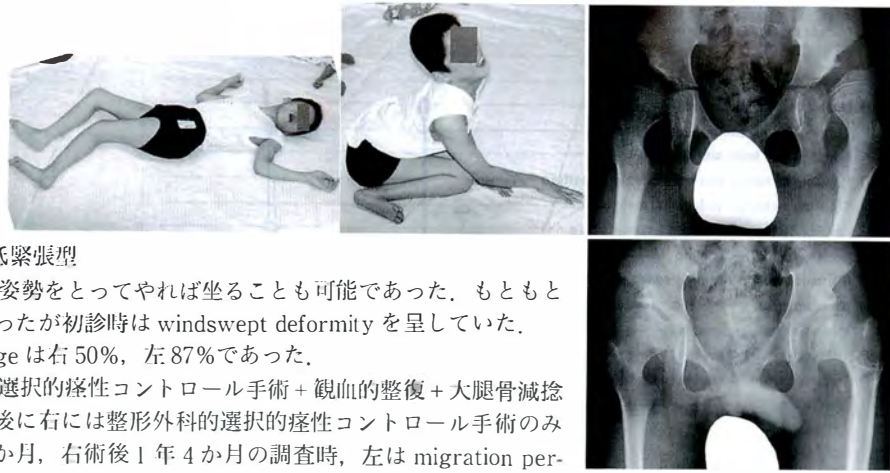 低緊張型
姿勢をとってやれば坐ることも可能であった．もともと
ったが初診時は windswept deformity を呈していた．
ge は右 50%，左 87%であった．
選択的痙性コントロール手術＋観血的整復＋大腿骨減捻
後に右には整形外科的選択的痙性コントロール手術のみ
か月，右術後 1 年 4 か月の調査時，左は migration per-